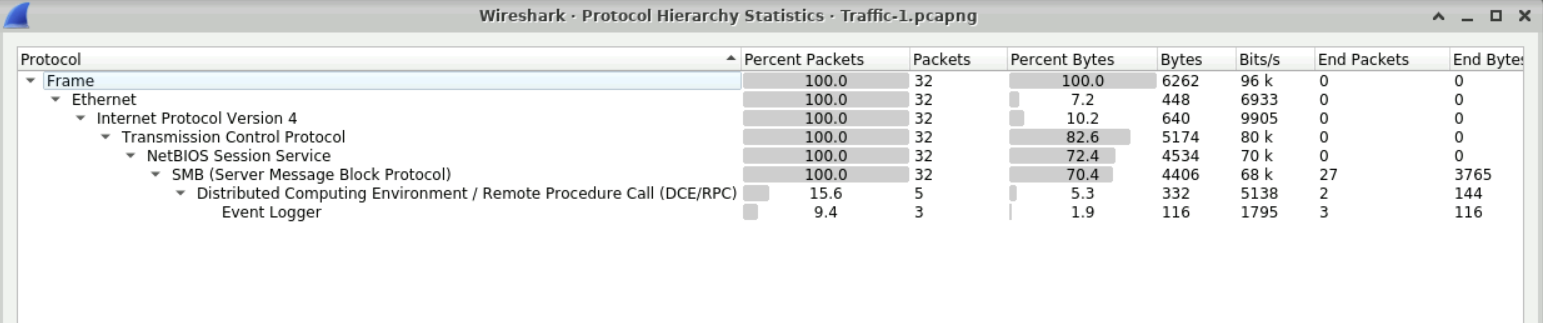 Wireshark · Protocol Hierarchy Statistics · Traffic-1.pcapng
Protocol Percent Packets Packets Percent Bytes Bytes Bits/s End Packets End Bytes
Frame 100.0 32 100.0 6262 96 k 0 0
Ethernet 100.0 32 7.2 448 6933 0 0
Internet Protocol Version 4 100.0 32 10.2 640 9905 0 0
Transmission Control Protocol 100.0 32 82.6 5174 80 k 0 0
NetBIOS Session Service 100.0 32 72.4 4534 70 k 0 0
SMB (Server Message Block Protocol) 100.0 32 70.4 4406 68 k 27 3765
Distributed Computing Environment / Remote Procedure Call (DCE/RPC) 15.6 5 5.3 332 5138 2 144
Event Logger 9.4 3 1.9 116 1795 3 116